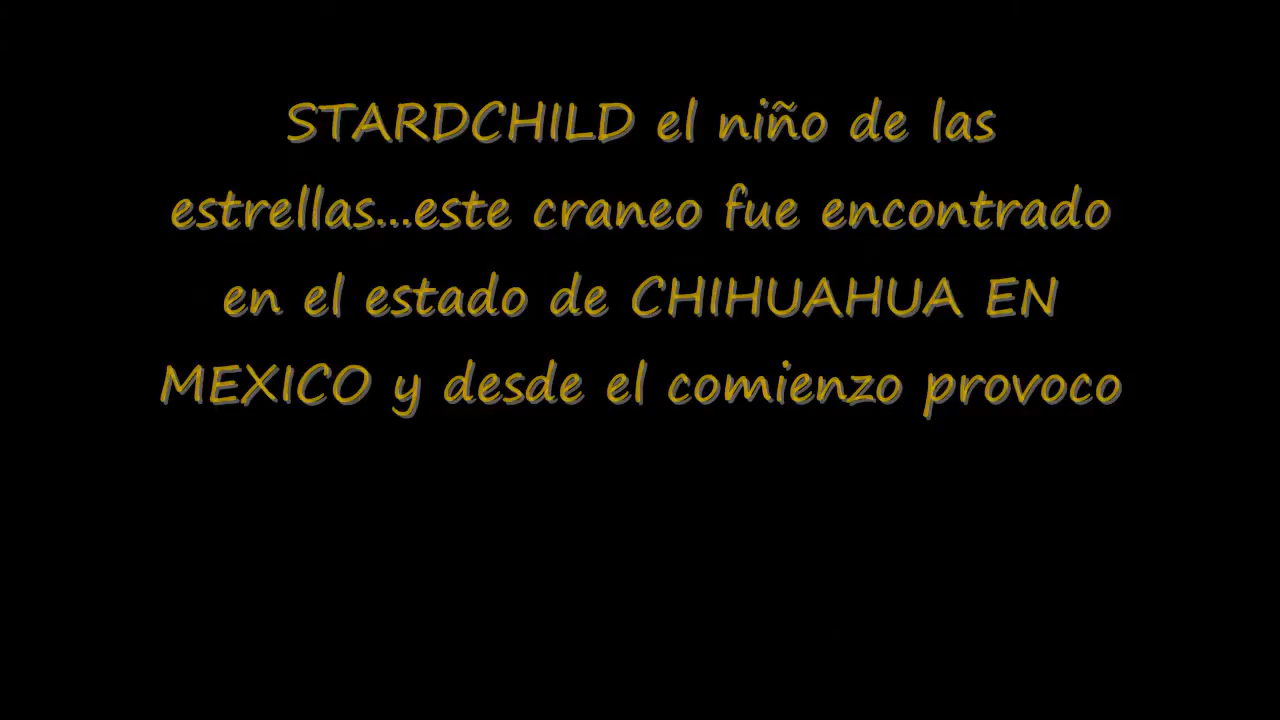 STARDCHILD el niño de las
estrellas...este craneo fue encontrado
en el estado de CHIHUAHUA EN
MEXICO y desde el comienzo provoco